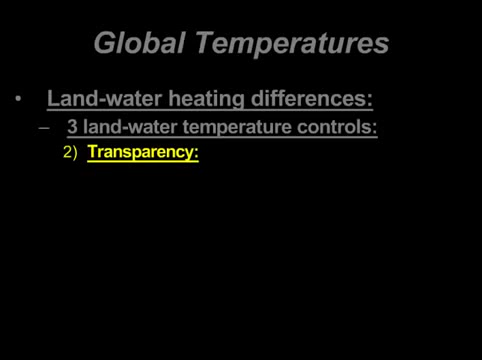 Global Temperatures
• Land-water heating differences:
– 3 land-water temperature controls:
2) Transparency: